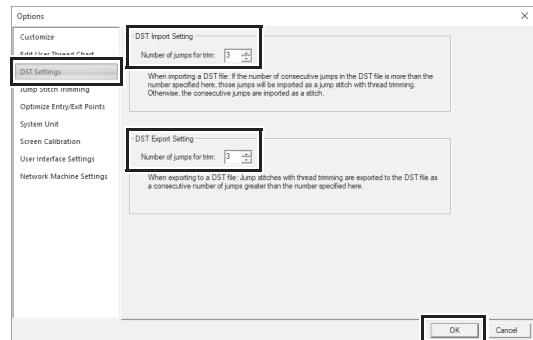 Options
Customize
Edit User Thread Chart
DST Settings
Jump Stitch Trimming
Optimize Entry/Exit Points
System Unit
Screen Calibration
User Interface Settings
Network Machine Settings
DST Import Setting
Number of jumps for trim: 3
When importing a DST file: If the number of consecutive jumps in the DST file is more than the
number specified here, those jumps will be imported as a jump stitch with thread trimming.
Otherwise, the consecutive jumps are imported as a stitch.
DST Export Setting
Number of jumps for trim: 3
When exporting to a DST file: Jump stitches with thread trimming are exported to the DST file as
a consecutive number of jumps greater than the number specified here.
OK Cancel